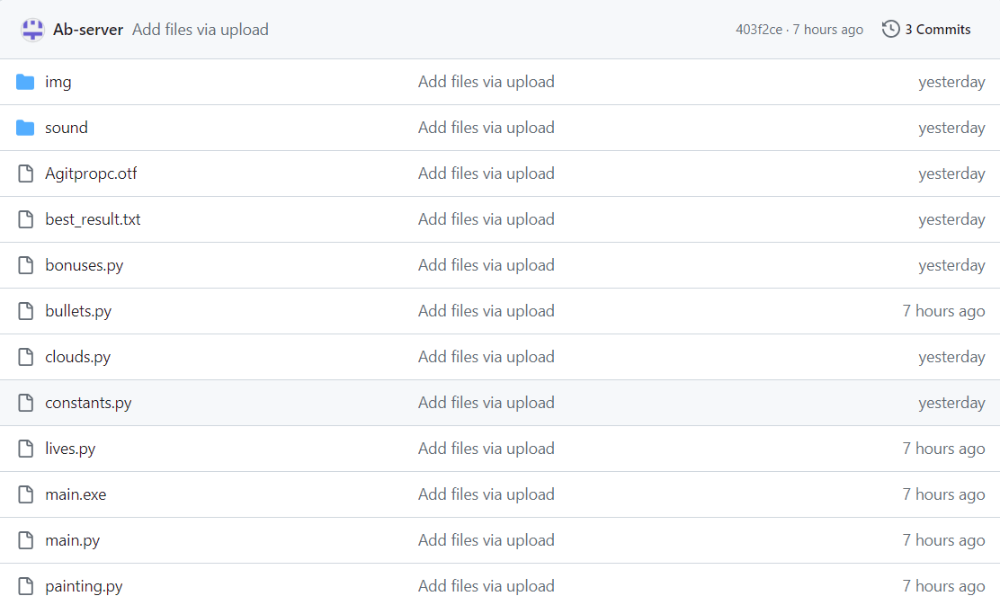 Ab-server Add files via upload 403f2ce · 7 hours ago 3 Commits
img Add files via upload yesterday
sound Add files via upload yesterday
Agitpropc.otf Add files via upload yesterday
best_result.txt Add files via upload yesterday
bonuses.py Add files via upload yesterday
bullets.py Add files via upload 7 hours ago
clouds.py Add files via upload yesterday
constants.py Add files via upload yesterday
lives.py Add files via upload 7 hours ago
main.exe Add files via upload 7 hours ago
main.py Add files via upload 7 hours ago
painting.py Add files via upload 7 hours ago